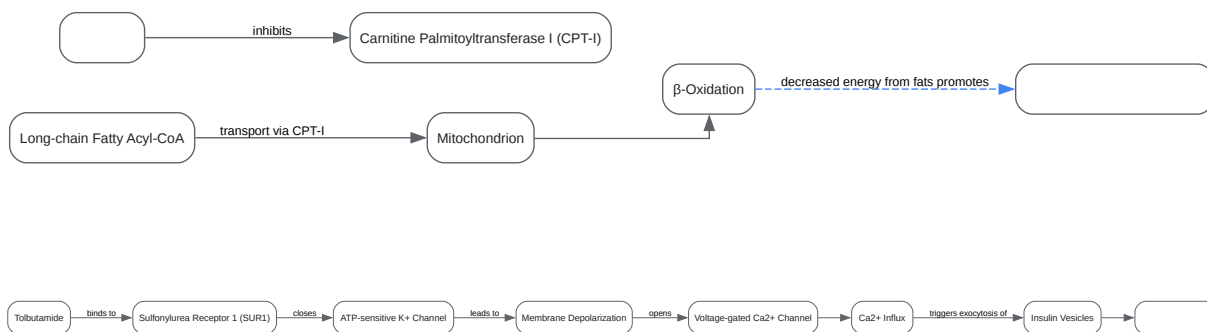 inhibits
Carnitine Palmitoyltransferase I (CPT-I)
β-Oxidation
decreased energy from fats promotes
Long-chain Fatty Acyl-CoA
transport via CPT-I
Mitochondrion
Tolbutamide
binds to
Sulfonylurea Receptor 1 (SUR1)
closes
ATP-sensitive K+ Channel
leads to
Membrane Depolarization
opens
Voltage-gated Ca2+ Channel
Ca2+ Influx
triggers exocytosis of
Insulin Vesicles